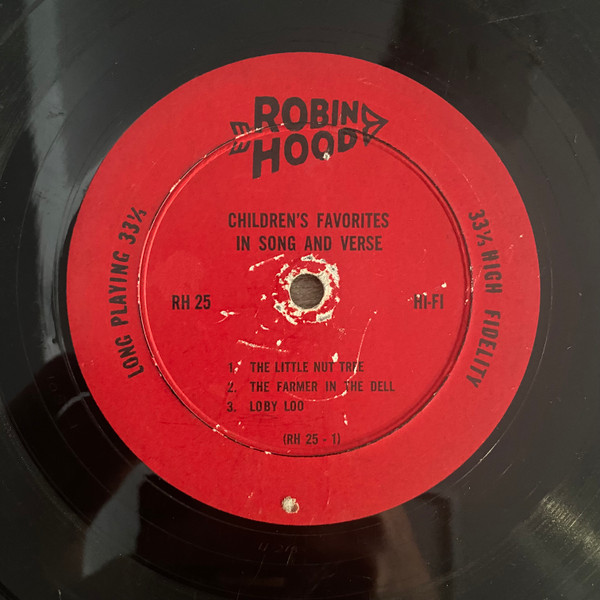 ROBIN
HOOD
CHILDREN'S FAVORITES
IN SONG AND VERSE
LONG PLAYING 33⅓
33⅓ HIGH FIDELITY
RH 25
HI-FI
1. THE LITTLE NUT TREE
2. THE FARMER IN THE DELL
3. LOBY LOO
(RH 25 - 1)